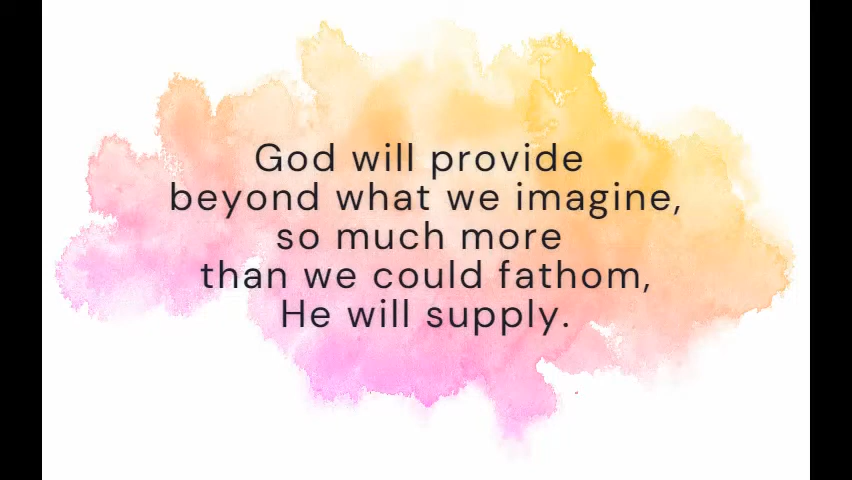 God will provide
beyond what we imagine,
so much more
than we could fathom,
He will supply.